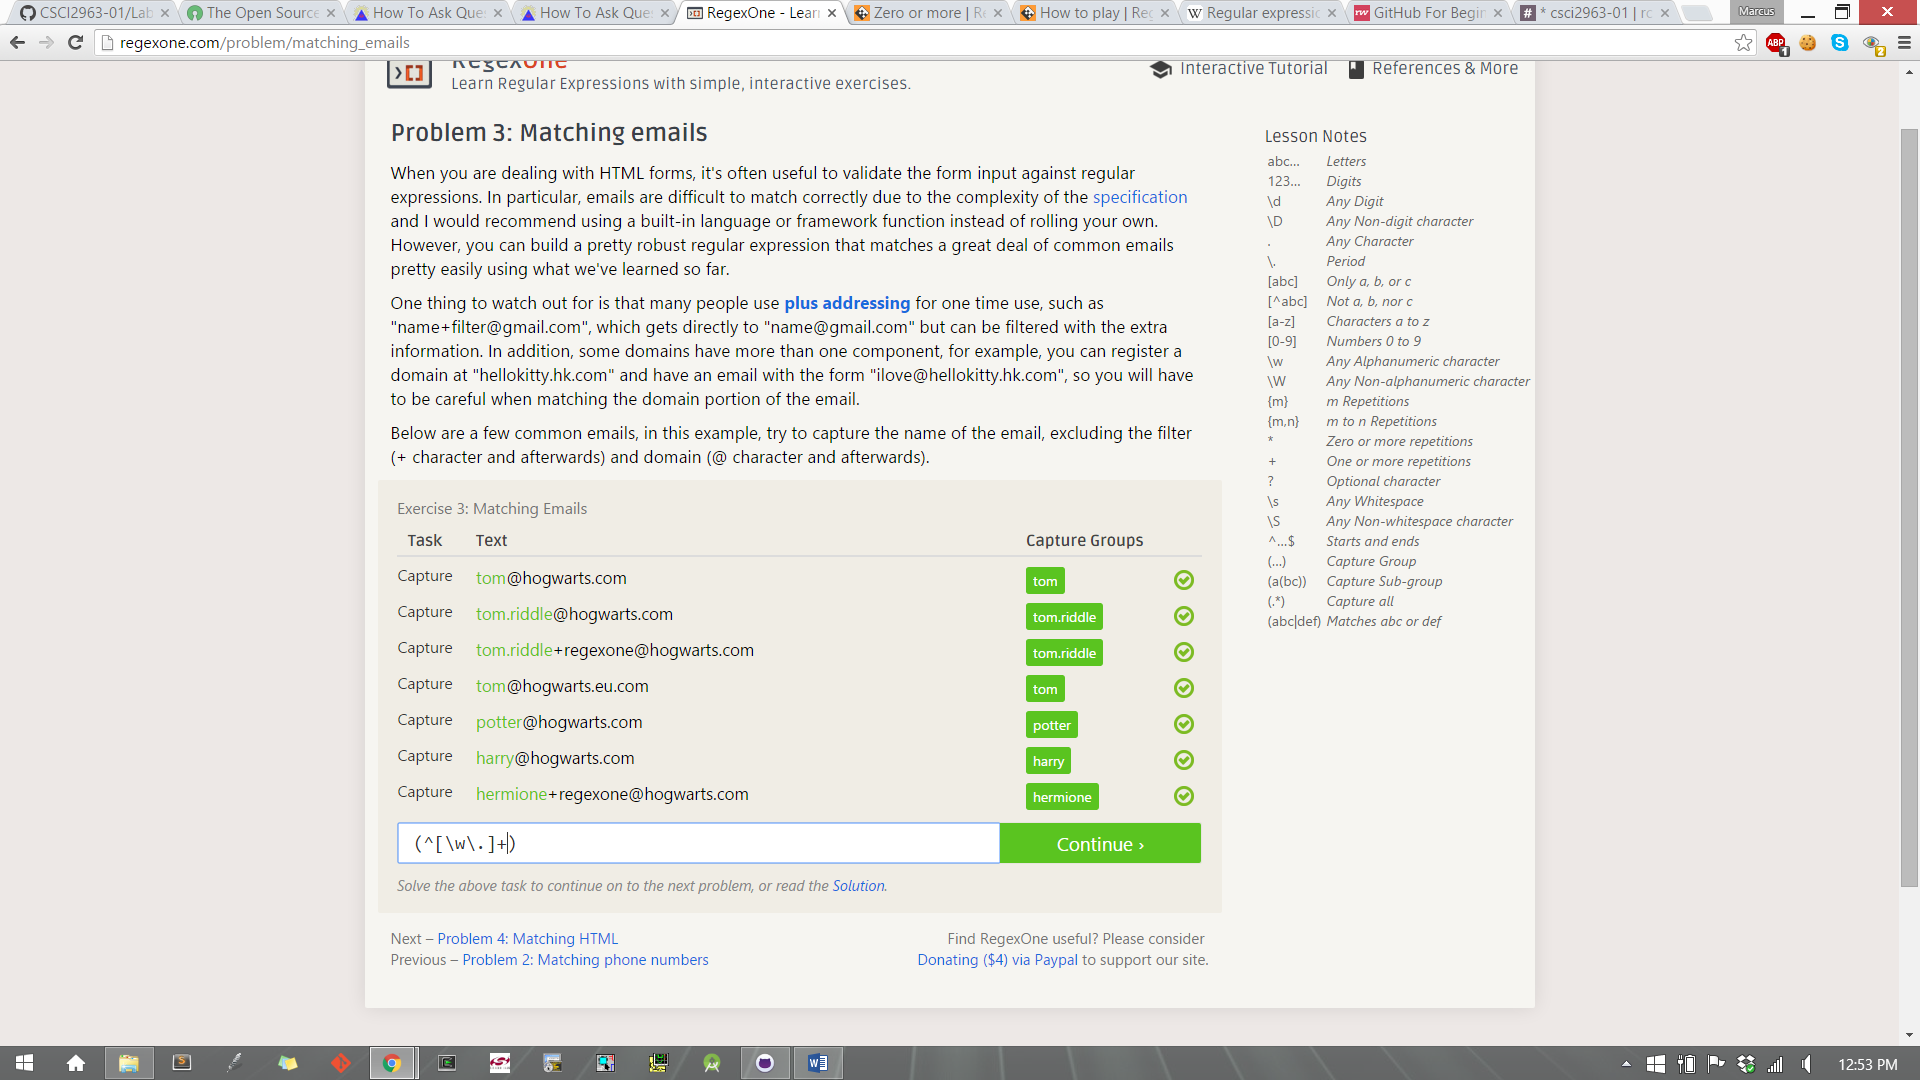 CSCI2963-01/Lab
The Open Source
How To Ask Que
How To Ask Que
RegexOne - Lear
Zero or more | Re
How to play | Reg
Regular expressio
GitHub For Begin
* csci2963-01 | rc
Marcus
regexone.com/problem/matching_emails
RegexOne
Learn Regular Expressions with simple, interactive exercises.
Interactive Tutorial
References & More
Problem 3: Matching emails
When you are dealing with HTML forms, it's often useful to validate the form input against regular
expressions. In particular, emails are difficult to match correctly due to the complexity of the specification
and I would recommend using a built-in language or framework function instead of rolling your own.
However, you can build a pretty robust regular expression that matches a great deal of common emails
pretty easily using what we've learned so far.
One thing to watch out for is that many people use plus addressing for one time use, such as
"name+filter@gmail.com", which gets directly to "name@gmail.com" but can be filtered with the extra
information. In addition, some domains have more than one component, for example, you can register a
domain at "hellokitty.hk.com" and have an email with the form "ilove@hellokitty.hk.com", so you will have
to be careful when matching the domain portion of the email.
Below are a few common emails, in this example, try to capture the name of the email, excluding the filter
(+ character and afterwards) and domain (@ character and afterwards).
Exercise 3: Matching Emails
Task Text Capture Groups
Capture tom@hogwarts.com tom
Capture tom.riddle@hogwarts.com tom.riddle
Capture tom.riddle+regexone@hogwarts.com tom.riddle
Capture tom@hogwarts.eu.com tom
Capture potter@hogwarts.com potter
Capture harry@hogwarts.com harry
Capture hermione+regexone@hogwarts.com hermione
(^[\w\.]+)
Continue ›
Solve the above task to continue on to the next problem, or read the Solution.
Next – Problem 4: Matching HTML
Previous – Problem 2: Matching phone numbers
Find RegexOne useful? Please consider
Donating ($4) via Paypal to support our site.
Lesson Notes
abc… Letters
123… Digits
\d Any Digit
\D Any Non-digit character
. Any Character
\. Period
[abc] Only a, b, or c
[^abc] Not a, b, nor c
[a-z] Characters a to z
[0-9] Numbers 0 to 9
\w Any Alphanumeric character
\W Any Non-alphanumeric character
{m} m Repetitions
{m,n} m to n Repetitions
* Zero or more repetitions
+ One or more repetitions
? Optional character
\s Any Whitespace
\S Any Non-whitespace character
^…$ Starts and ends
(…) Capture Group
(a(bc)) Capture Sub-group
(.*) Capture all
(abc|def) Matches abc or def
12:53 PM